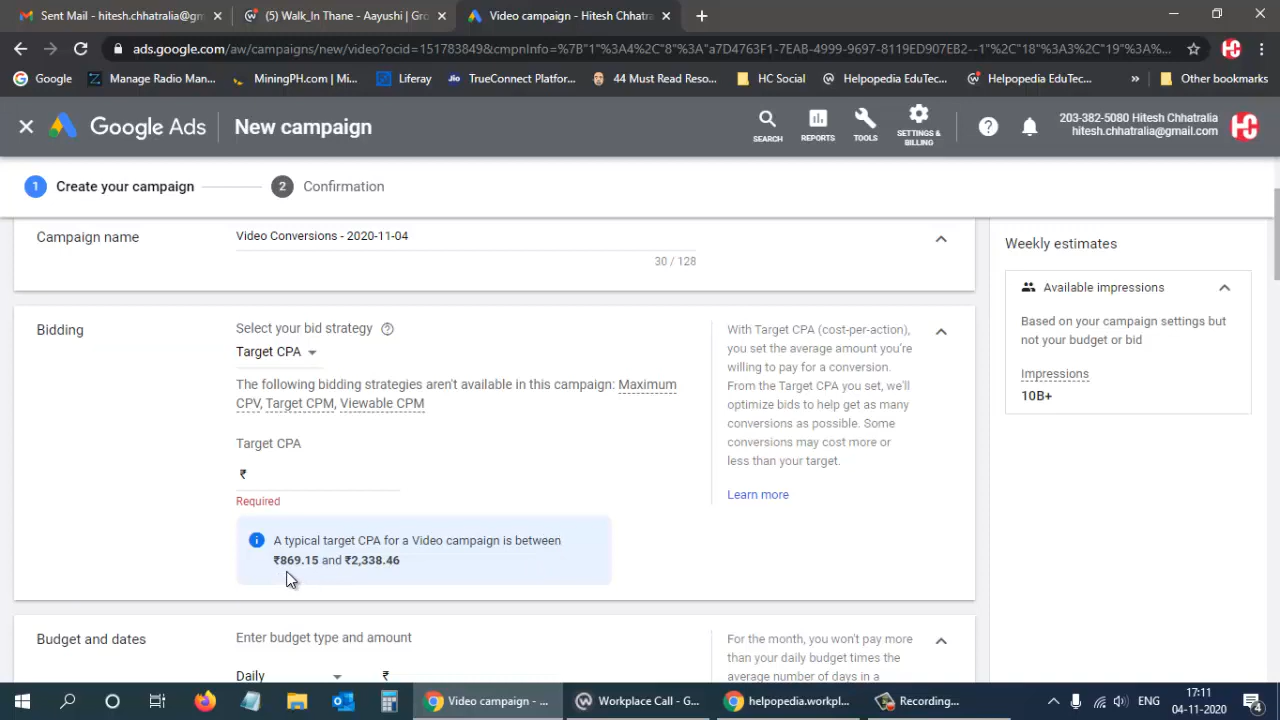 Sent Mail - hitesh.chhatralia@gm
(5) Walk_In Thane - Aayushi | Gro
Video campaign - Hitesh Chhatra
ads.google.com/aw/campaigns/new/video?ocid=151783849&cmpnInfo=%7B"1"%3A4%2C"8"%3A"a7D4763F1-7EAB-4999-9697-8119ED907EB2--1"%2C"18"%3A3%2C"19"%3A...
Google
Manage Radio Man...
MiningPH.com | Mi...
Liferay
TrueConnect Platfor...
44 Must Read Reso...
HC Social
Helpopedia EduTec...
Helpopedia EduTec...
»
Other bookmarks
Google Ads
New campaign
SEARCH
REPORTS
TOOLS
SETTINGS &
BILLING
203-382-5080 Hitesh Chhatralia
hitesh.chhatralia@gmail.com
1 Create your campaign
2 Confirmation
Campaign name
Video Conversions - 2020-11-04
30 / 128
Bidding
Select your bid strategy
Target CPA
The following bidding strategies aren't available in this campaign: Maximum
CPV, Target CPM, Viewable CPM
Target CPA
₹
Required
A typical target CPA for a Video campaign is between
₹869.15 and ₹2,338.46
With Target CPA (cost-per-action),
you set the average amount you're
willing to pay for a conversion.
From the Target CPA you set, we'll
optimize bids to help get as many
conversions as possible. Some
conversions may cost more or
less than your target.
Learn more
Weekly estimates
Available impressions
Based on your campaign settings but
not your budget or bid
Impressions
10B+
Budget and dates
Enter budget type and amount
Daily
₹
For the month, you won't pay more
than your daily budget times the
average number of days in a
Video campaign - ...
Workplace Call - G...
helpopedia.workpl...
Recording...
ENG
17:11
04-11-2020
4